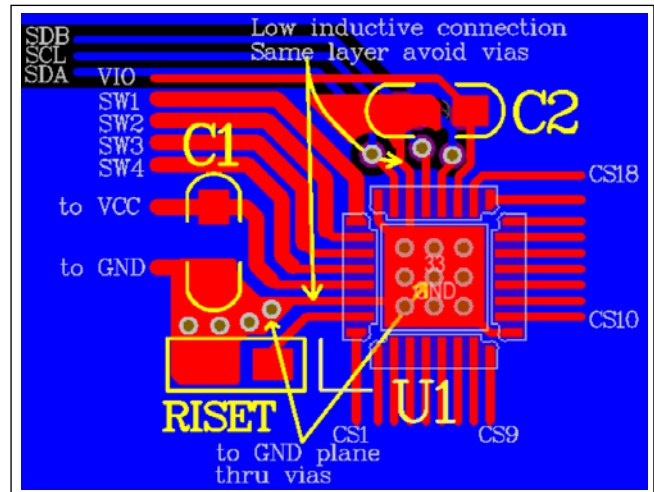 Low inductive connection
Same layer avoid vias
SDB
SCL
SDA
VIO
SW1
SW2
SW3
SW4
C1
C2
CS18
to VCC
to GND
33
GND
CS10
RISET
U1
CS1
CS9
to GND plane
thru vias